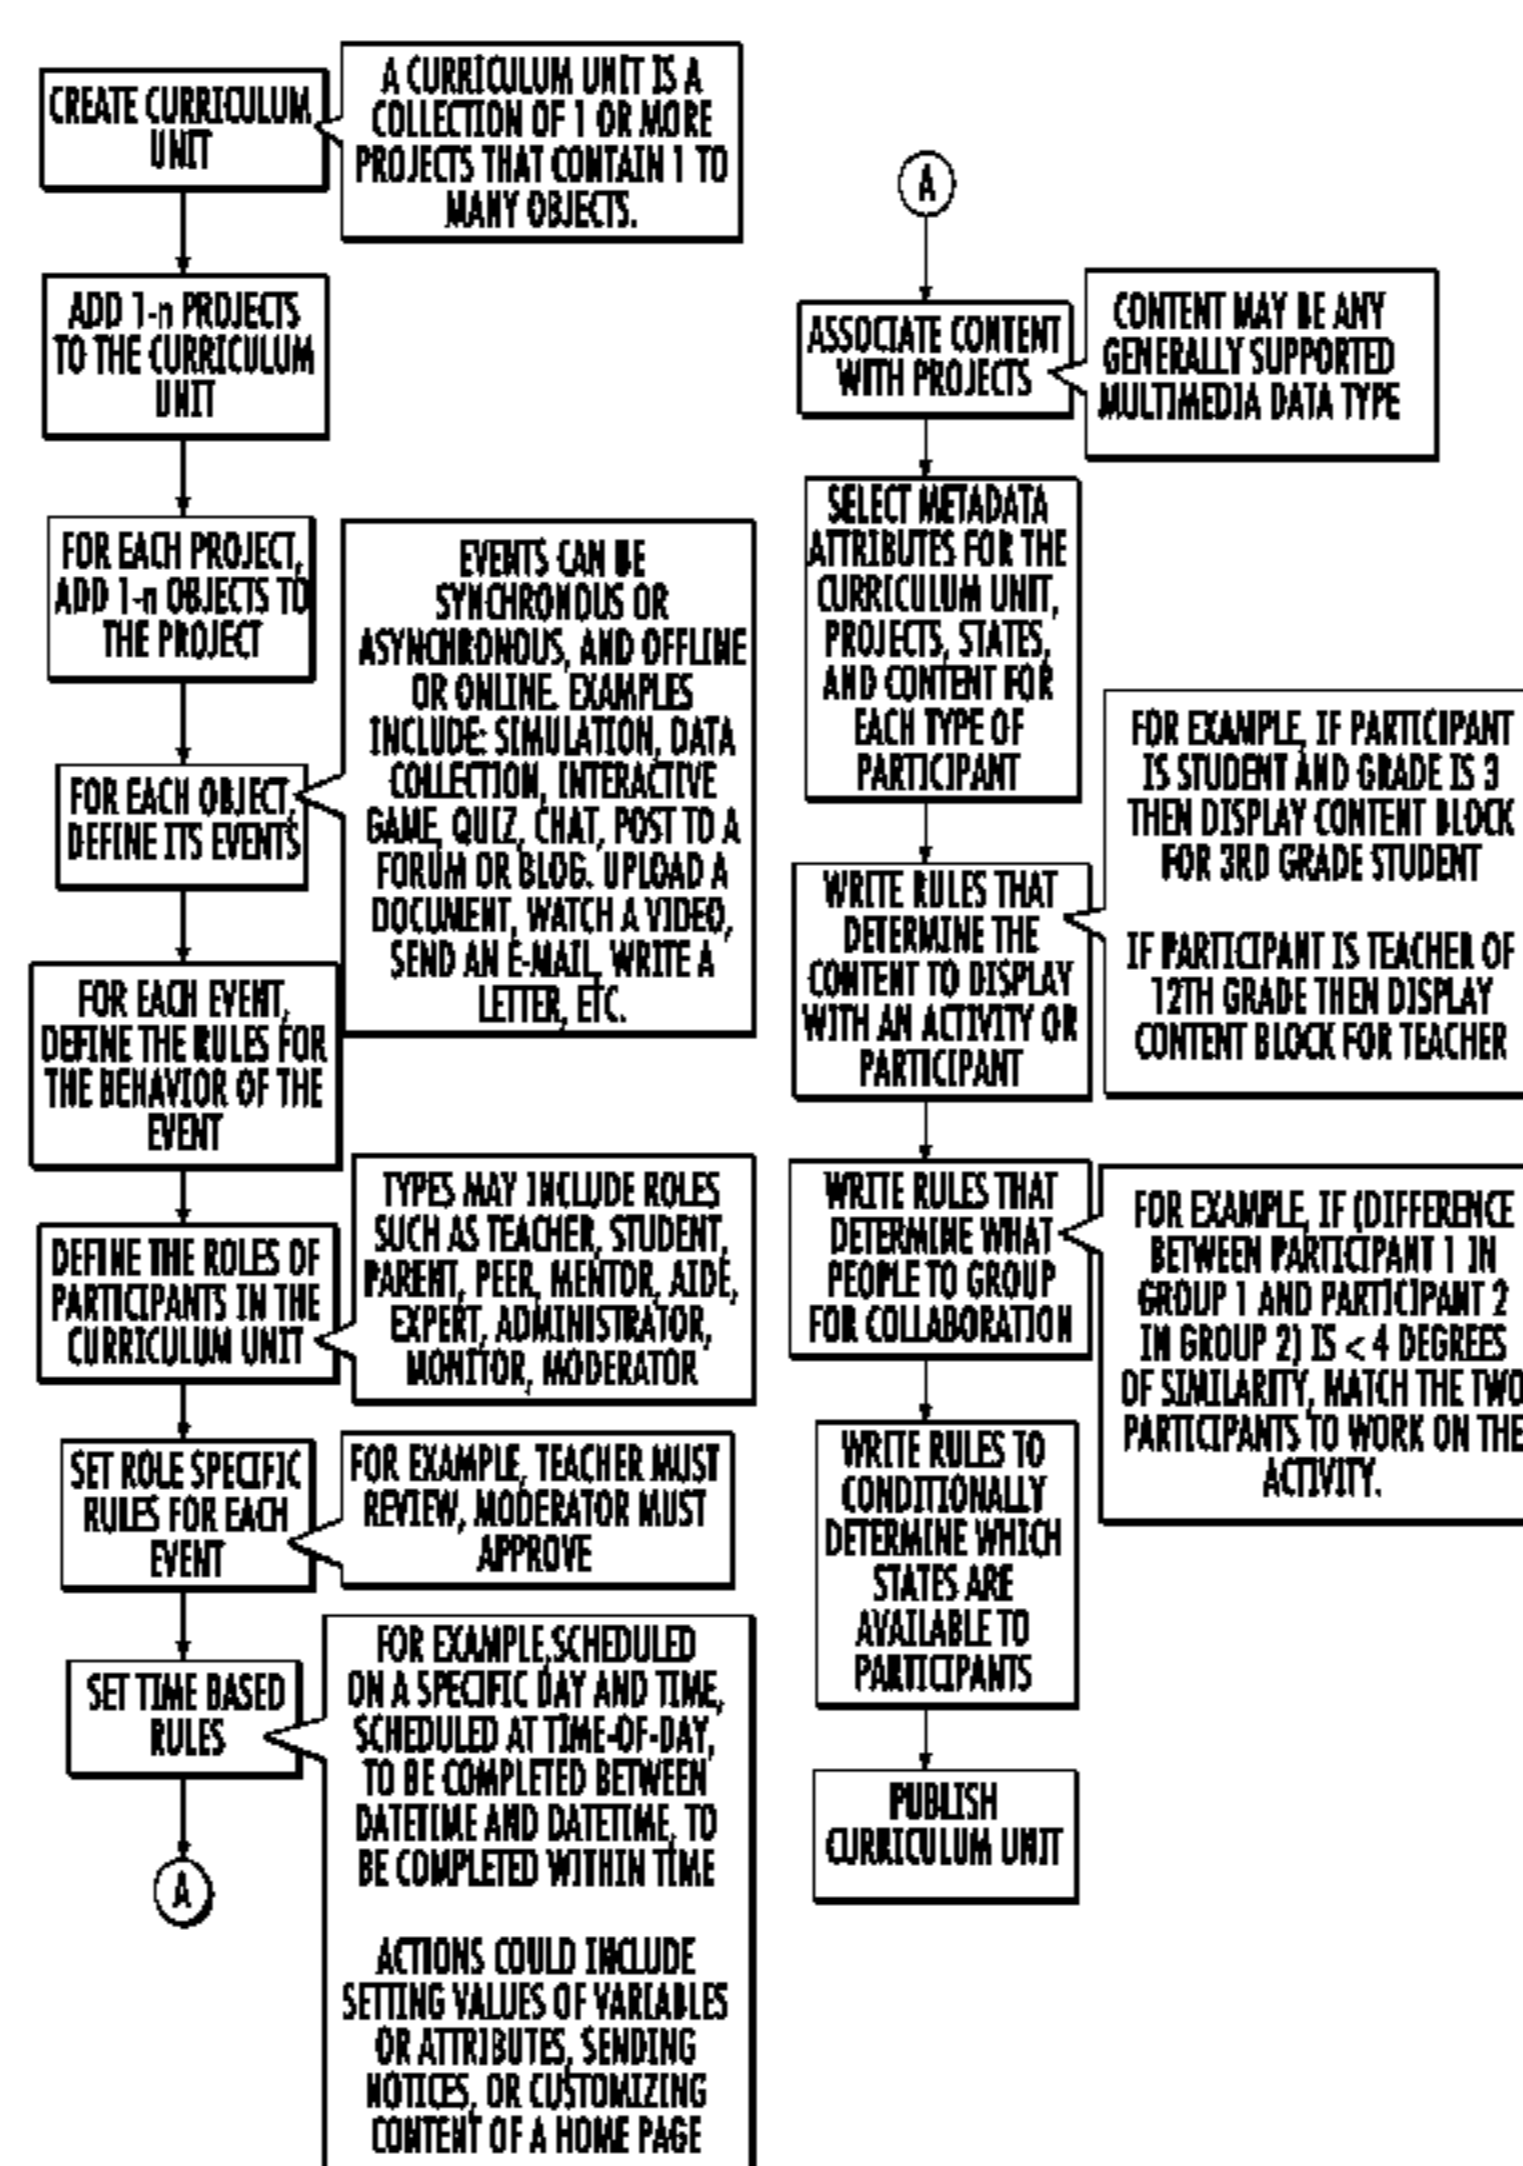 CREATE CURRICULUM
UNIT
A CURRICULUM UNIT IS A
COLLECTION OF 1 OR MORE
PROJECTS THAT CONTAIN 1 TO
MANY OBJECTS.
ADD 1-n PROJECTS
TO THE CURRICULUM
UNIT
FOR EACH PROJECT,
ADD 1-n OBJECTS TO
THE PROJECT
EVENTS CAN BE
SYNCHRONOUS OR
ASYNCHRONOUS, AND OFFLINE
OR ONLINE. EXAMPLES
INCLUDE: SIMULATION, DATA
COLLECTION, INTERACTIVE
GAME, QUIZ, CHAT, POST TO A
FORUM OR BLOG. UPLOAD A
DOCUMENT, WATCH A VIDEO,
SEND AN E-MAIL, WRITE A
LETTER, ETC.
FOR EACH OBJECT,
DEFINE ITS EVENTS
FOR EACH EVENT,
DEFINE THE RULES FOR
THE BEHAVIOR OF THE
EVENT
DEFINE THE ROLES OF
PARTICIPANTS IN THE
CURRICULUM UNIT
TYPES MAY INCLUDE ROLES
SUCH AS TEACHER, STUDENT,
PARENT, PEER, MENTOR, AIDE,
EXPERT, ADMINISTRATOR,
MONITOR, MODERATOR
SET ROLE SPECIFIC
RULES FOR EACH
EVENT
FOR EXAMPLE, TEACHER MUST
REVIEW, MODERATOR MUST
APPROVE
SET TIME BASED
RULES
FOR EXAMPLE,SCHEDULED
ON A SPECIFIC DAY AND TIME,
SCHEDULED AT TIME-OF-DAY,
TO BE COMPLETED BETWEEN
DATETIME AND DATETIME, TO
BE COMPLETED WITHIN TIME
ACTIONS COULD INCLUDE
SETTING VALUES OF VARIABLES
OR ATTRIBUTES, SENDING
NOTICES, OR CUSTOMIZING
CONTENT OF A HOME PAGE
A
A
ASSOCIATE CONTENT
WITH PROJECTS
CONTENT MAY BE ANY
GENERALLY SUPPORTED
MULTIMEDIA DATA TYPE
SELECT METADATA
ATTRIBUTES FOR THE
CURRICULUM UNIT,
PROJECTS, STATES,
AND CONTENT FOR
EACH TYPE OF
PARTICIPANT
WRITE RULES THAT
DETERMINE THE
CONTENT TO DISPLAY
WITH AN ACTIVITY OR
PARTICIPANT
FOR EXAMPLE, IF PARTICIPANT
IS STUDENT AND GRADE IS 3
THEN DISPLAY CONTENT BLOCK
FOR 3RD GRADE STUDENT
IF PARTICIPANT IS TEACHER OF
12TH GRADE THEN DISPLAY
CONTENT BLOCK FOR TEACHER
WRITE RULES THAT
DETERMINE WHAT
PEOPLE TO GROUP
FOR COLLABORATION
FOR EXAMPLE, IF (DIFFERENCE
BETWEEN PARTICIPANT 1 IN
GROUP 1 AND PARTICIPANT 2
IN GROUP 2) IS < 4 DEGREES
OF SIMILARITY, MATCH THE TWO
PARTICIPANTS TO WORK ON THE
ACTIVITY.
WRITE RULES TO
CONDITIONALLY
DETERMINE WHICH
STATES ARE
AVAILABLE TO
PARTICIPANTS
PUBLISH
CURRICULUM UNIT